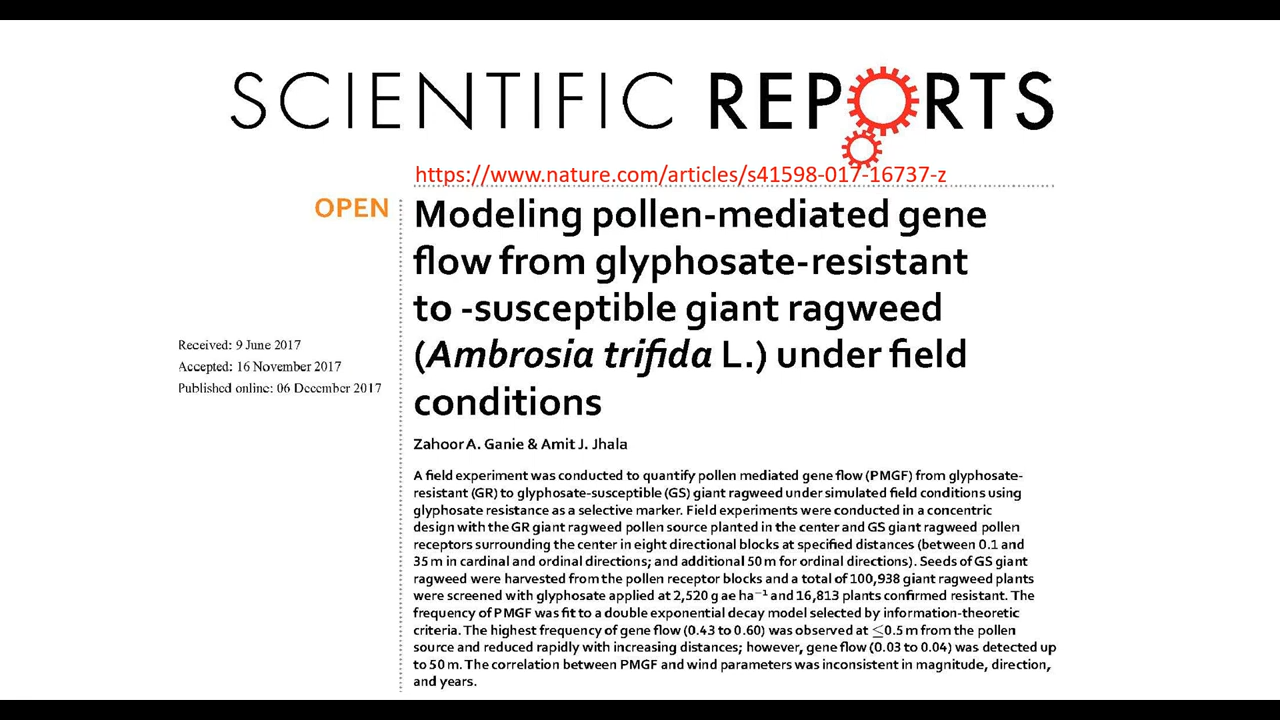 SCIENTIFIC REPORTS
https://www.nature.com/articles/s41598-017-16737-z
OPEN
Modeling pollen-mediated gene
flow from glyphosate-resistant
to -susceptible giant ragweed
(Ambrosia trifida L.) under field
conditions
Received: 9 June 2017
Accepted: 16 November 2017
Published online: 06 December 2017
Zahoor A. Ganie & Amit J. Jhala
A field experiment was conducted to quantify pollen mediated gene flow (PMGF) from glyphosate-
resistant (GR) to glyphosate-susceptible (GS) giant ragweed under simulated field conditions using
glyphosate resistance as a selective marker. Field experiments were conducted in a concentric
design with the GR giant ragweed pollen source planted in the center and GS giant ragweed pollen
receptors surrounding the center in eight directional blocks at specified distances (between 0.1 and
35 m in cardinal and ordinal directions; and additional 50 m for ordinal directions). Seeds of GS giant
ragweed were harvested from the pollen receptor blocks and a total of 100,938 giant ragweed plants
were screened with glyphosate applied at 2,520 g ae ha⁻¹ and 16,813 plants confirmed resistant. The
frequency of PMGF was fit to a double exponential decay model selected by information-theoretic
criteria. The highest frequency of gene flow (0.43 to 0.60) was observed at ≤0.5 m from the pollen
source and reduced rapidly with increasing distances; however, gene flow (0.03 to 0.04) was detected up
to 50 m. The correlation between PMGF and wind parameters was inconsistent in magnitude, direction,
and years.